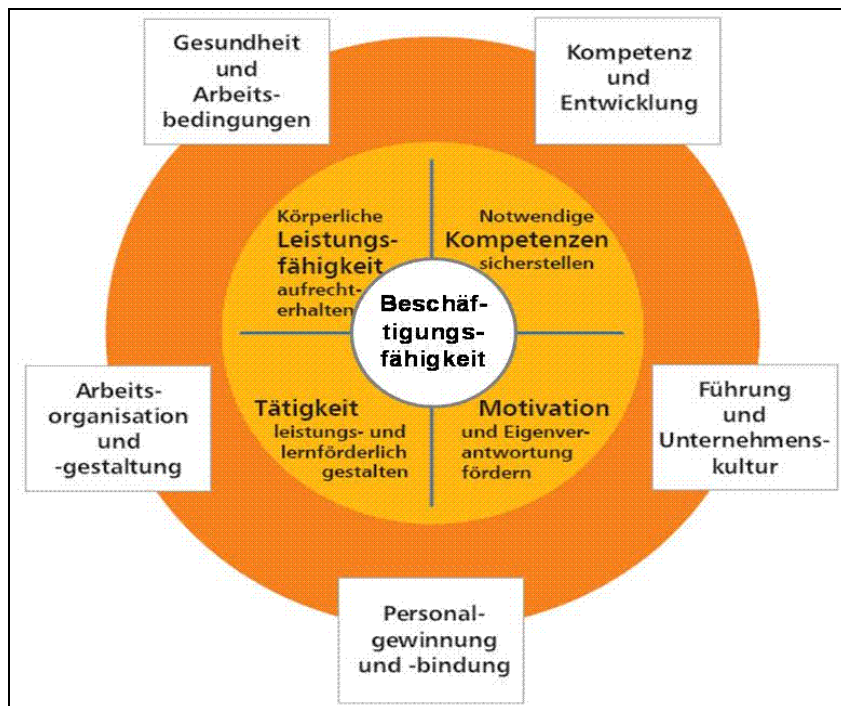 Gesundheit
und
Arbeits-
bedingungen
Kompetenz
und
Entwicklung
Körperliche
Leistungs-
fähigkeit
aufrecht-
erhalten
Notwendige
Kompetenzen
sicherstellen
Beschäf-
tigungs-
fähigkeit
Arbeits-
organisation
und
-gestaltung
Tätigkeit
leistungs- und
lernförderlich
gestalten
Motivation
und Eigenver-
antwortung
fördern
Führung
und
Unternehmens-
kultur
Personal-
gewinnung
und -bindung